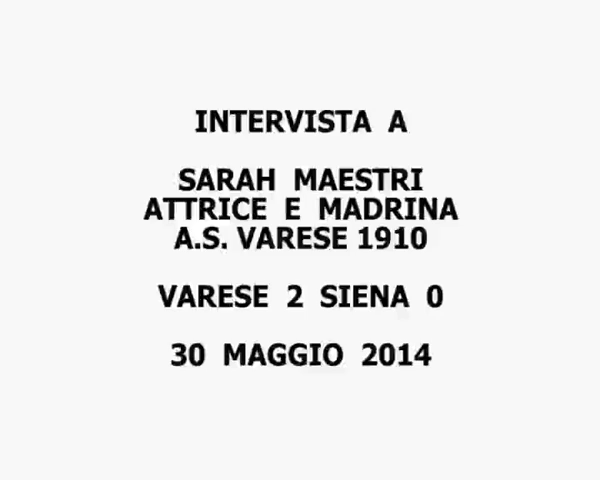 INTERVISTA A
SARAH MAESTRI
ATTRICE E MADRINA
A.S. VARESE 1910
VARESE 2 SIENA 0
30 MAGGIO 2014